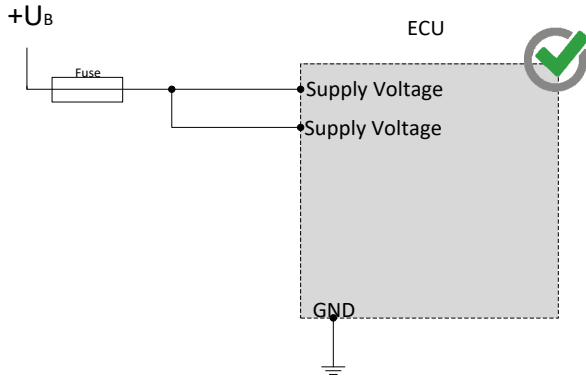 +UB
ECU
Fuse
Supply Voltage
Supply Voltage
GND